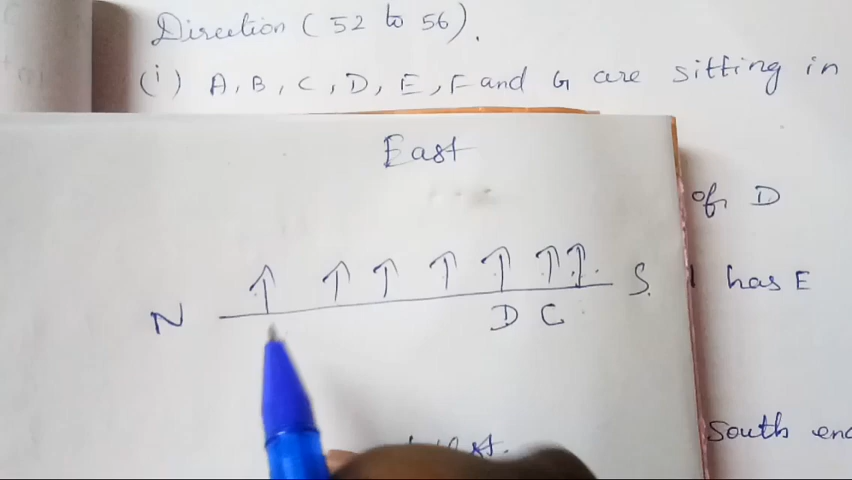 Direction (52 to 56).
(i) A, B, C, D, E, F and G are sitting in
East
of D
has E
N S.
D C
South end